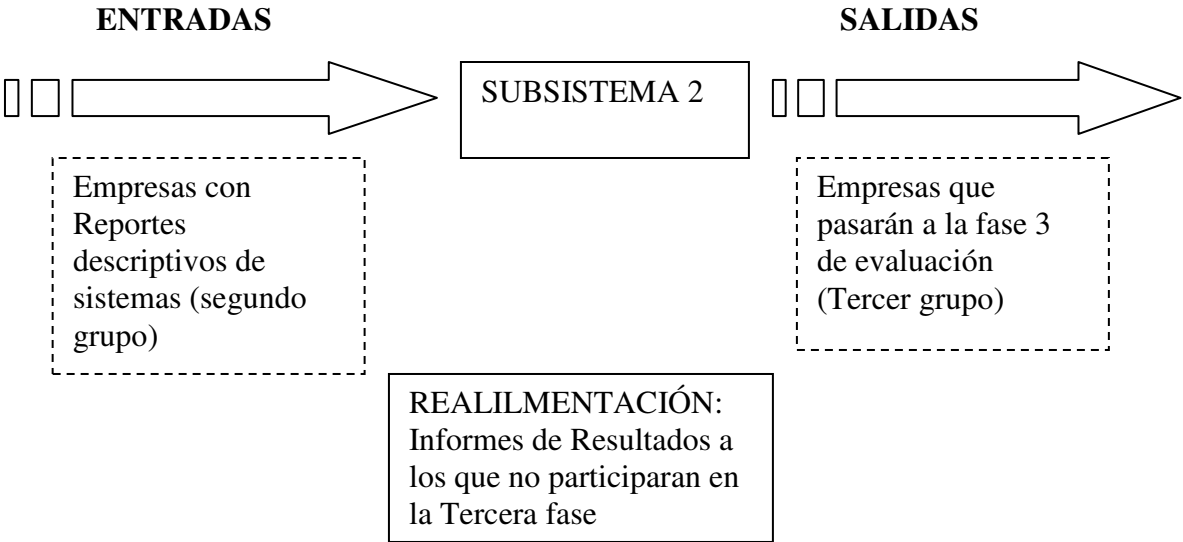 ENTRADAS
SALIDAS
SUBSISTEMA 2
Empresas con
Reportes
descriptivos de
sistemas (segundo
grupo)
Empresas que
pasarán a la fase 3
de evaluación
(Tercer grupo)
REALILMENTACIÓN:
Informes de Resultados a
los que no participaran en
la Tercera fase